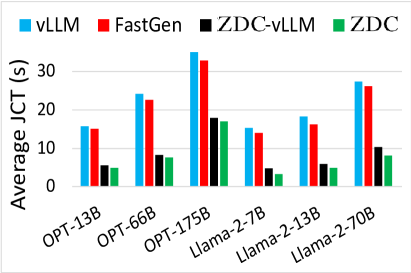 vLLM FastGen ZDC-vLLM ZDC
Average JCT (s)
30
20
10
0
OPT-13B
OPT-66B
OPT-175B
Llama-2-7B
Llama-2-13B
Llama-2-70B